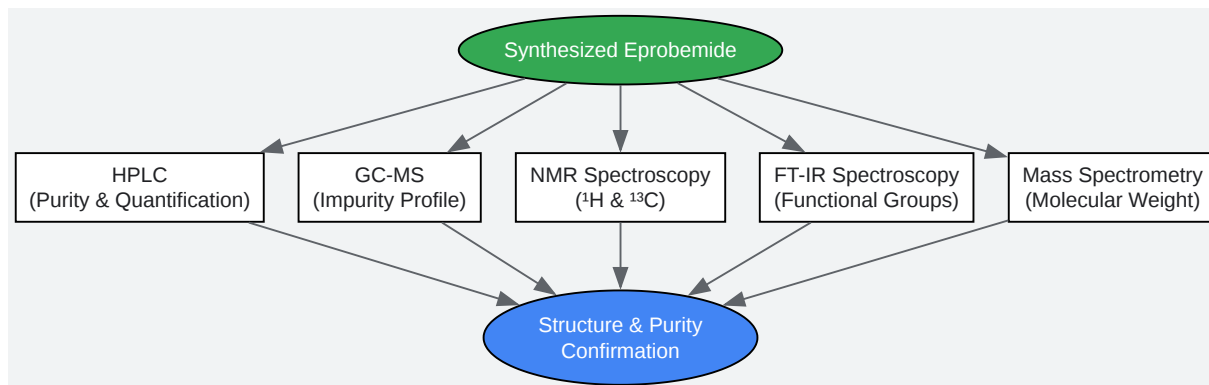 Synthesized Eprobemide
HPLC
(Purity & Quantification)
GC-MS
(Impurity Profile)
NMR Spectroscopy
(¹H & ¹³C)
FT-IR Spectroscopy
(Functional Groups)
Mass Spectrometry
(Molecular Weight)
Structure & Purity
Confirmation